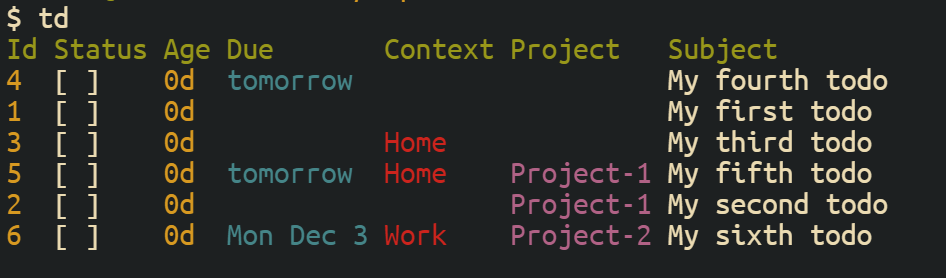 $ td
Id Status Age Due Context Project Subject
4 [ ] 0d tomorrow My fourth todo
1 [ ] 0d My first todo
3 [ ] 0d Home My third todo
5 [ ] 0d tomorrow Home Project-1 My fifth todo
2 [ ] 0d Project-1 My second todo
6 [ ] 0d Mon Dec 3 Work Project-2 My sixth todo